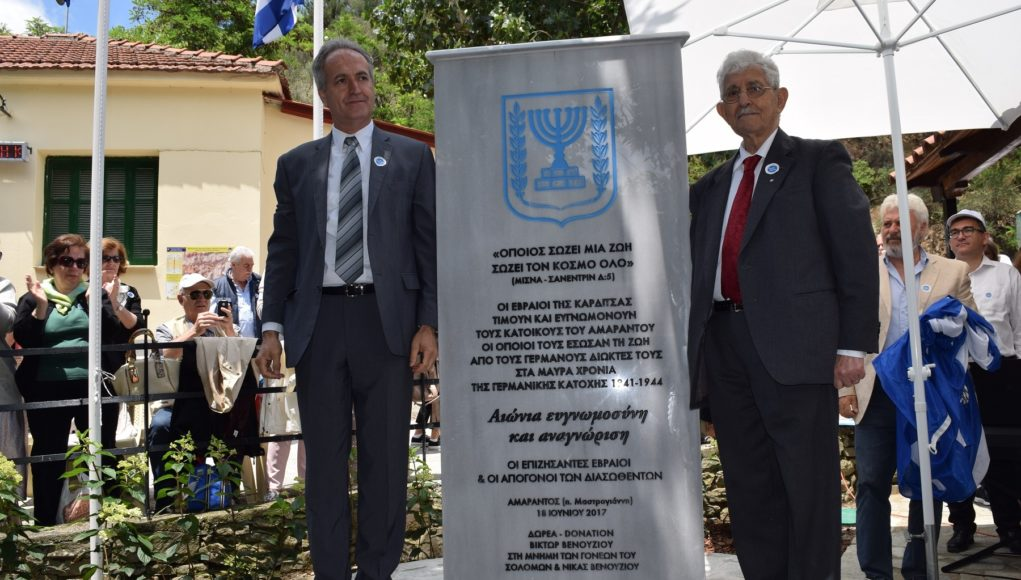 «ΟΠΟΙΟΣ ΣΩΖΕΙ ΜΙΑ ΖΩΗ
ΣΩΖΕΙ ΤΟΝ ΚΟΣΜΟ ΟΛΟ»
(ΜΙΣΝΑ - ΣΑΝΕΝΤΡΙΝ Δ:5)
ΟΙ ΕΒΡΑΙΟΙ ΤΗΣ ΚΑΡΔΙΤΣΑΣ
ΤΙΜΟΥΝ ΚΑΙ ΕΥΓΝΩΜΟΝΟΥΝ
ΤΟΥΣ ΚΑΤΟΙΚΟΥΣ ΤΟΥ ΑΜΑΡΑΝΤΟΥ
ΟΙ ΟΠΟΙΟΙ ΤΟΥΣ ΕΣΩΣΑΝ ΤΗ ΖΩΗ
ΑΠΟ ΤΟΥΣ ΓΕΡΜΑΝΟΥΣ ΔΙΩΚΤΕΣ ΤΟΥΣ
ΣΤΑ ΜΑΥΡΑ ΧΡΟΝΙΑ
ΤΗΣ ΓΕΡΜΑΝΙΚΗΣ ΚΑΤΟΧΗΣ 1941-1944
Αιώνια ευγνωμοσύνη
και αναγνώριση
ΟΙ ΕΠΙΖΗΣΑΝΤΕΣ ΕΒΡΑΙΟΙ
& ΟΙ ΑΠΟΓΟΝΟΙ ΤΩΝ ΔΙΑΣΩΘΕΝΤΩΝ
ΑΜΑΡΑΝΤΟΣ (π. Μαστρογιάννη)
18 ΙΟΥΝΙΟΥ 2017
ΔΩΡΕΑ - DONATION
ΒΙΚΤΩΡ ΒΕΝΟΥΖΙΟΥ
ΣΤΗ ΜΝΗΜΗ ΤΩΝ ΓΟΝΕΩΝ ΤΟΥ
ΣΟΛΟΜΩΝ & ΝΙΚΑΣ ΒΕΝΟΥΖΙΟΥ